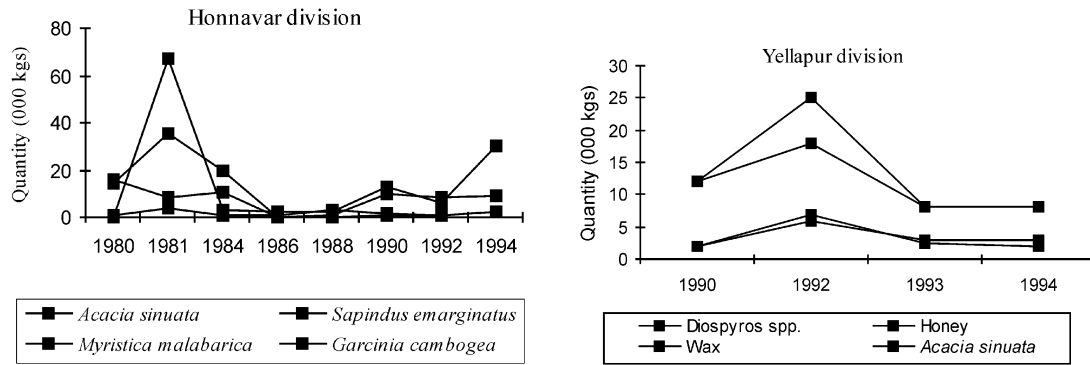 Honnavar division
Quantity (000 kgs)
80
60
40
20
0
1980 1981 1984 1986 1988 1990 1992 1994
Acacia sinuata Sapindus emarginatus
Myristica malabarica Garcinia cambogea
Yellapur division
Quantity (000 kgs)
30
25
20
15
10
5
0
1990 1992 1993 1994
Diospyros spp. Honey
Wax Acacia sinuata